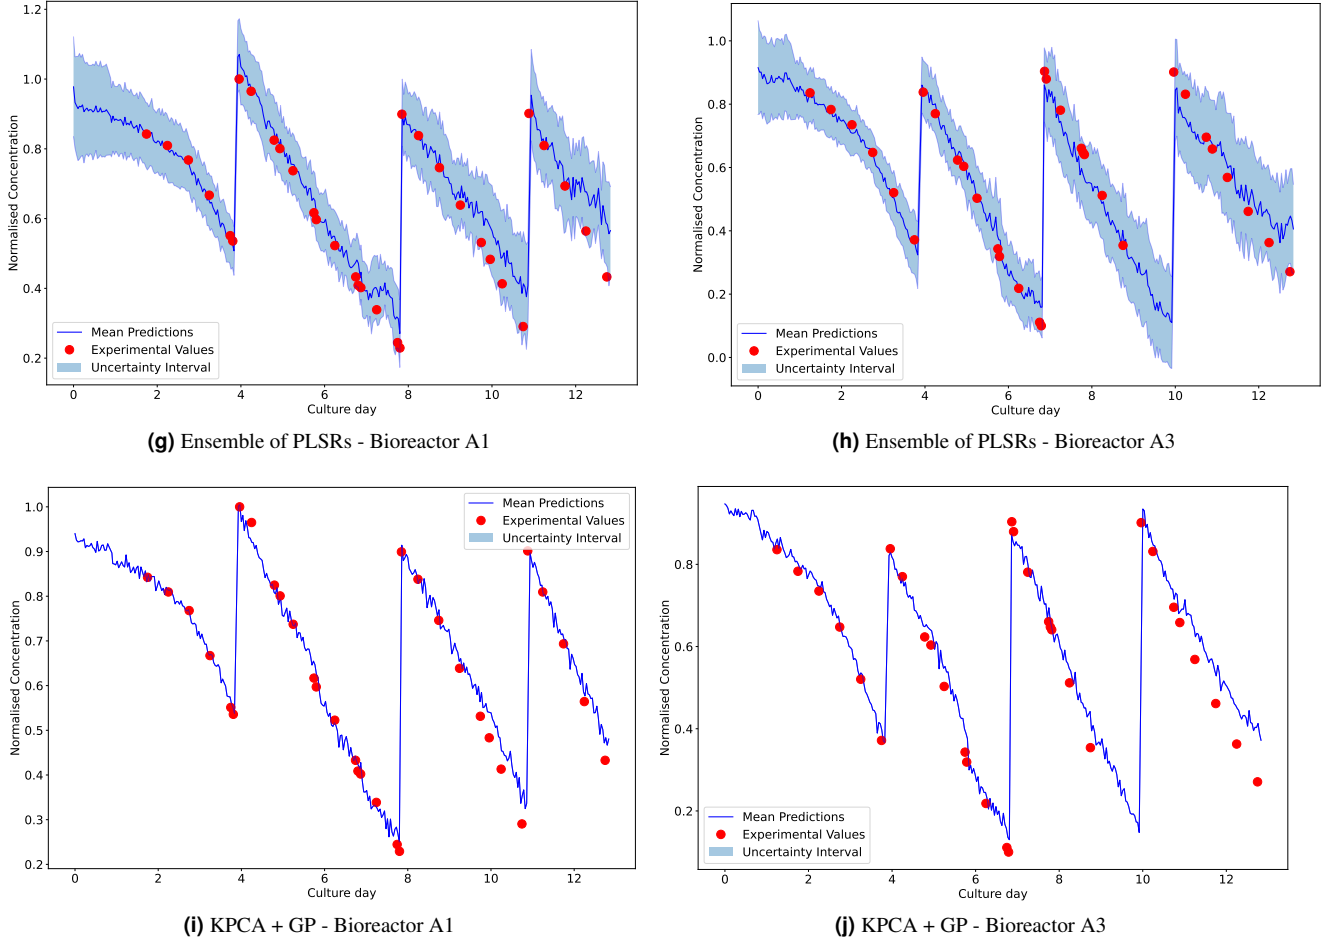 1.2
1.0
0.8
0.6
0.4
0.2
Normalised Concentration
Mean Predictions
Experimental Values
Uncertainty Interval
0 2 4 6 8 10 12
Culture day
(g) Ensemble of PLSRs - Bioreactor A1
1.0
0.8
0.6
0.4
0.2
0.0
Normalised Concentration
Mean Predictions
Experimental Values
Uncertainty Interval
0 2 4 6 8 10 12
Culture day
(h) Ensemble of PLSRs - Bioreactor A3
1.0
0.9
0.8
0.7
0.6
0.5
0.4
0.3
0.2
Normalised Concentration
Mean Predictions
Experimental Values
Uncertainty Interval
0 2 4 6 8 10 12
Culture day
(i) KPCA + GP - Bioreactor A1
0.8
0.6
0.4
0.2
Normalised Concentration
Mean Predictions
Experimental Values
Uncertainty Interval
0 2 4 6 8 10 12
Culture day
(j) KPCA + GP - Bioreactor A3